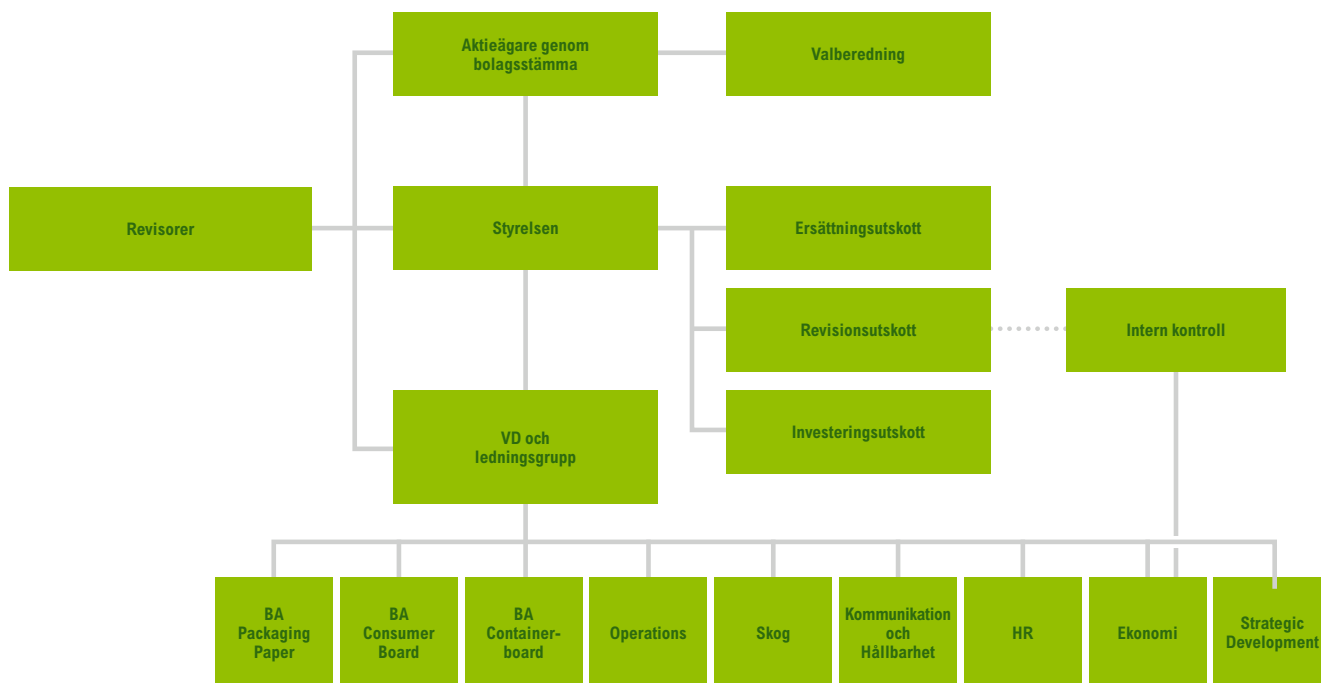 Aktieägare genom
bolagsstämma
Valberedning
Revisorer
Styrelsen
Ersättningsutskott
Revisionsutskott
Intern kontroll
VD och
ledningsgrupp
Investeringsutskott
BA
Packaging
Paper
BA
Consumer
Board
BA
Container-
board
Operations
Skog
Kommunikation
och
Hållbarhet
HR
Ekonomi
Strategic
Development